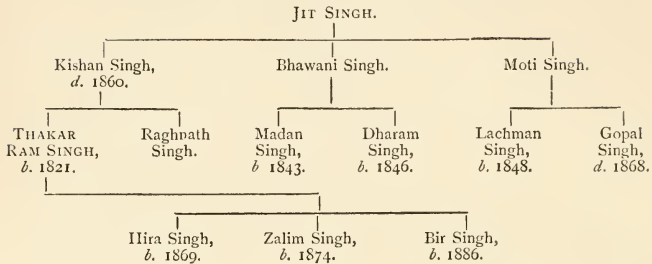 JIT SINGH.
Kishan Singh,
d. 1860.
Bhawani Singh.
Moti Singh.
THAKAR
RAM SINGH,
b. 1821.
Raghnath
Singh.
Madan
Singh,
b 1843.
Dharam
Singh,
b. 1846.
Lachman
Singh,
b. 1848.
Gopal
Singh,
d. 1868.
Hira Singh,
b. 1869.
Zalim Singh,
b. 1874.
Bir Singh,
b. 1886.